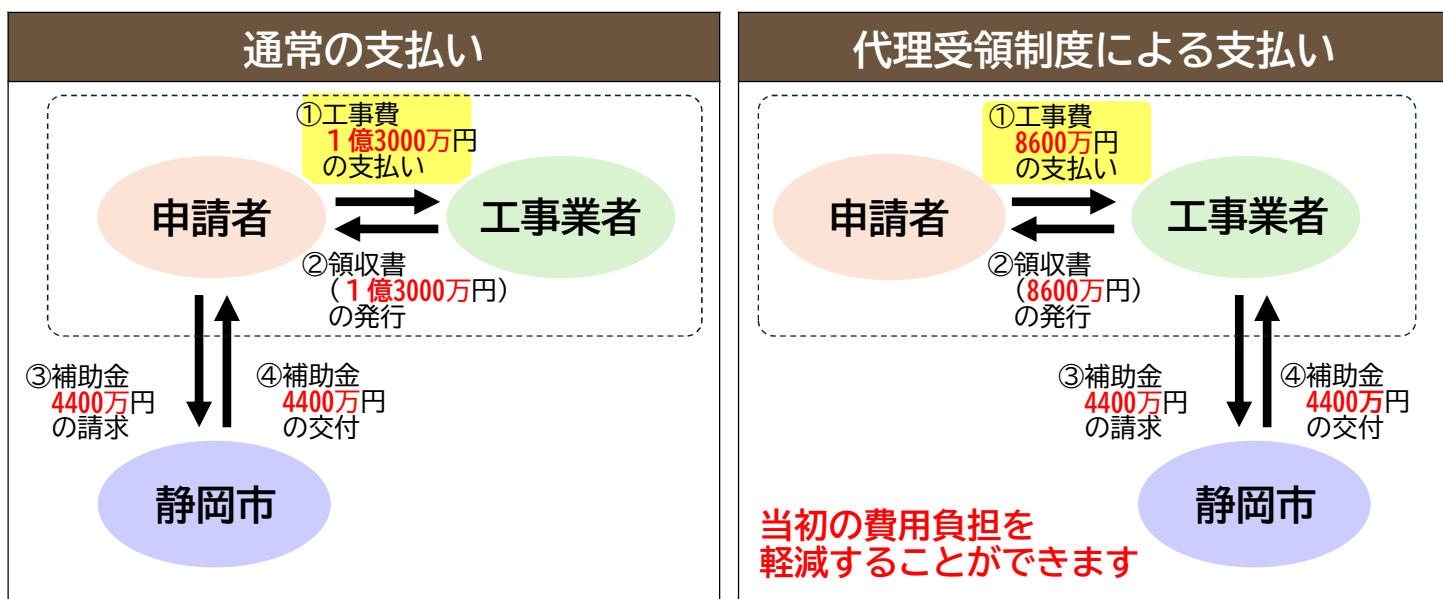 通常の支払い
①工事費
１億3000万円
の支払い
申請者
工事業者
②領収書
（１億3000万円）
の発行
③補助金
4400万円
の請求
④補助金
4400万円
の交付
静岡市
代理受領制度による支払い
①工事費
8600万円
の支払い
申請者
工事業者
②領収書
（8600万円）
の発行
③補助金
4400万円
の請求
④補助金
4400万円
の交付
静岡市
当初の費用負担を
軽減することができます